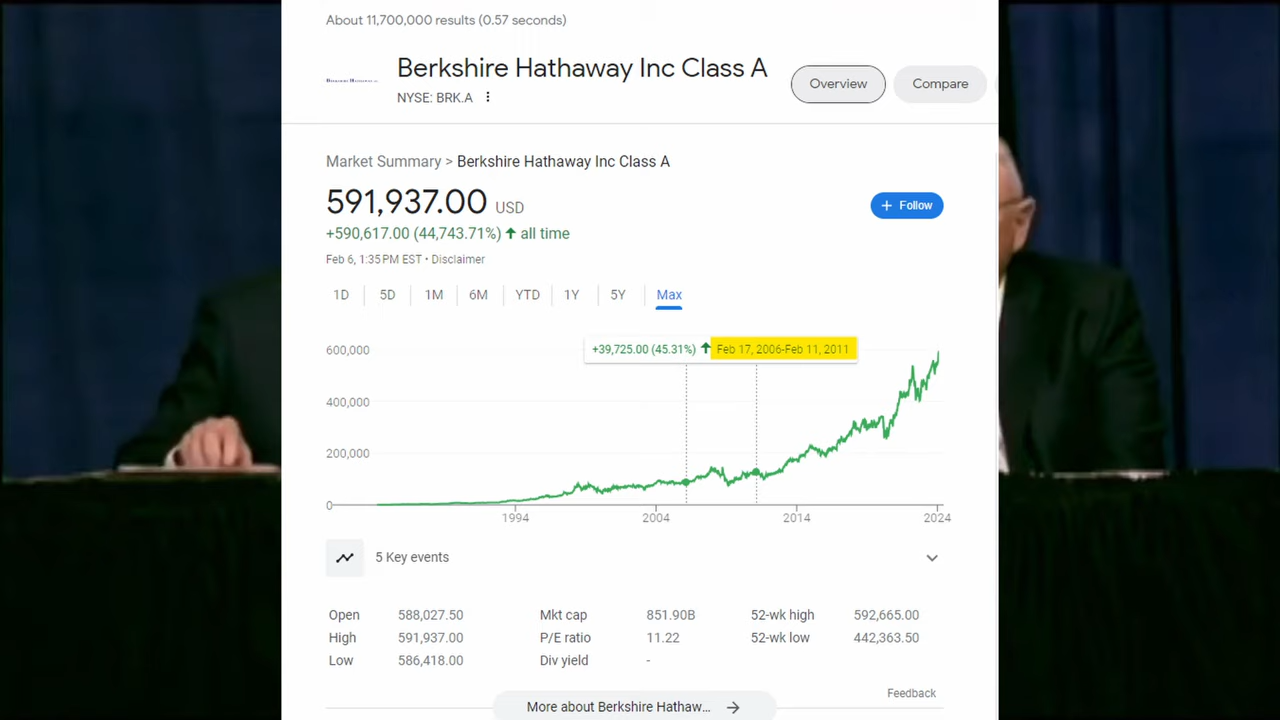 About 11,700,000 results (0.57 seconds)
Berkshire Hathaway Inc Class A
NYSE: BRK.A
Overview
Compare
Market Summary > Berkshire Hathaway Inc Class A
591,937.00 USD
+ Follow
+590,617.00 (44,743.71%) ↑ all time
Feb 6, 1:35 PM EST • Disclaimer
1D 5D 1M 6M YTD 1Y 5Y Max
+39,725.00 (45.31%) ↑ Feb 17, 2006-Feb 11, 2011
600,000
400,000
200,000
0
1994 2004 2014 2024
5 Key events
Open 588,027.50 Mkt cap 851.90B 52-wk high 592,665.00
High 591,937.00 P/E ratio 11.22 52-wk low 442,363.50
Low 586,418.00 Div yield -
Feedback
More about Berkshire Hathaw... →